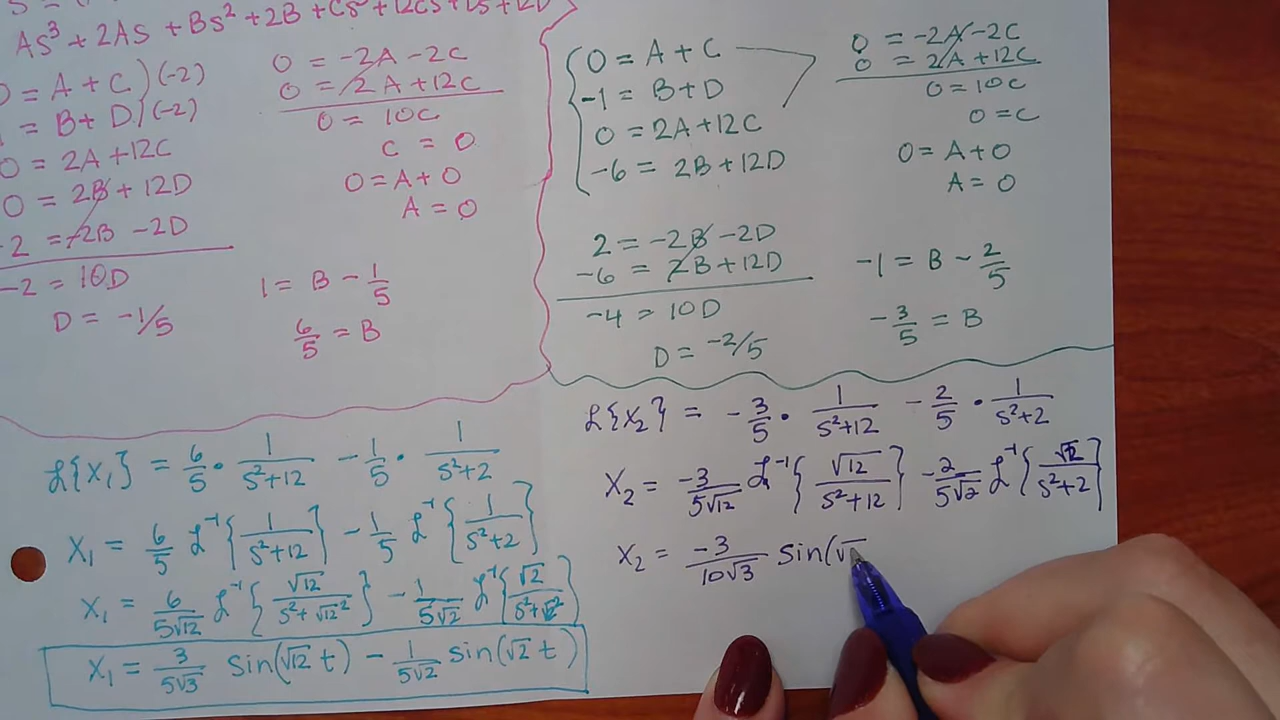 As³ + 2As + Bs² + 2B + Cs³ + 12Cs + Ds² + 12D
0 = A + C)(-2)
= B + D)(-2)
0 = 2A + 12C
0 = 2B + 12D
-2 = -2B - 2D
-2 = 10D
D = -1/5
0 = -2A - 2C
0 = 2A + 12C
0 = 10C
C = 0
0 = A + 0
A = 0
1 = B - 1/5
6/5 = B
0 = A + C
-1 = B + D
0 = 2A + 12C
-6 = 2B + 12D
0 = -2A - 2C
0 = 2A + 12C
0 = 10C
0 = C
0 = A + 0
A = 0
2 = -2B - 2D
-6 = 2B + 12D
-4 = 10D
D = -2/5
-1 = B - 2/5
-3/5 = B
ℒ{x₁} = 6/5 · 1/(s²+12) - 1/5 · 1/(s²+2)
x₁ = 6/5 ℒ⁻¹{1/(s²+12)} - 1/5 ℒ⁻¹{1/(s²+2)}
x₁ = 6/(5√12) ℒ⁻¹{√12/(s²+√12²)} - 1/(5√2) ℒ⁻¹{√2/(s²+√2²)}
x₁ = 3/(5√3) sin(√12 t) - 1/(5√2) sin(√2 t)
ℒ{x₂} = -3/5 · 1/(s²+12) - 2/5 · 1/(s²+2)
x₂ = -3/(5√12) ℒ⁻¹{√12/(s²+12)} - 2/(5√2) ℒ⁻¹{√2/(s²+2)}
x₂ = -3/(10√3) sin(√